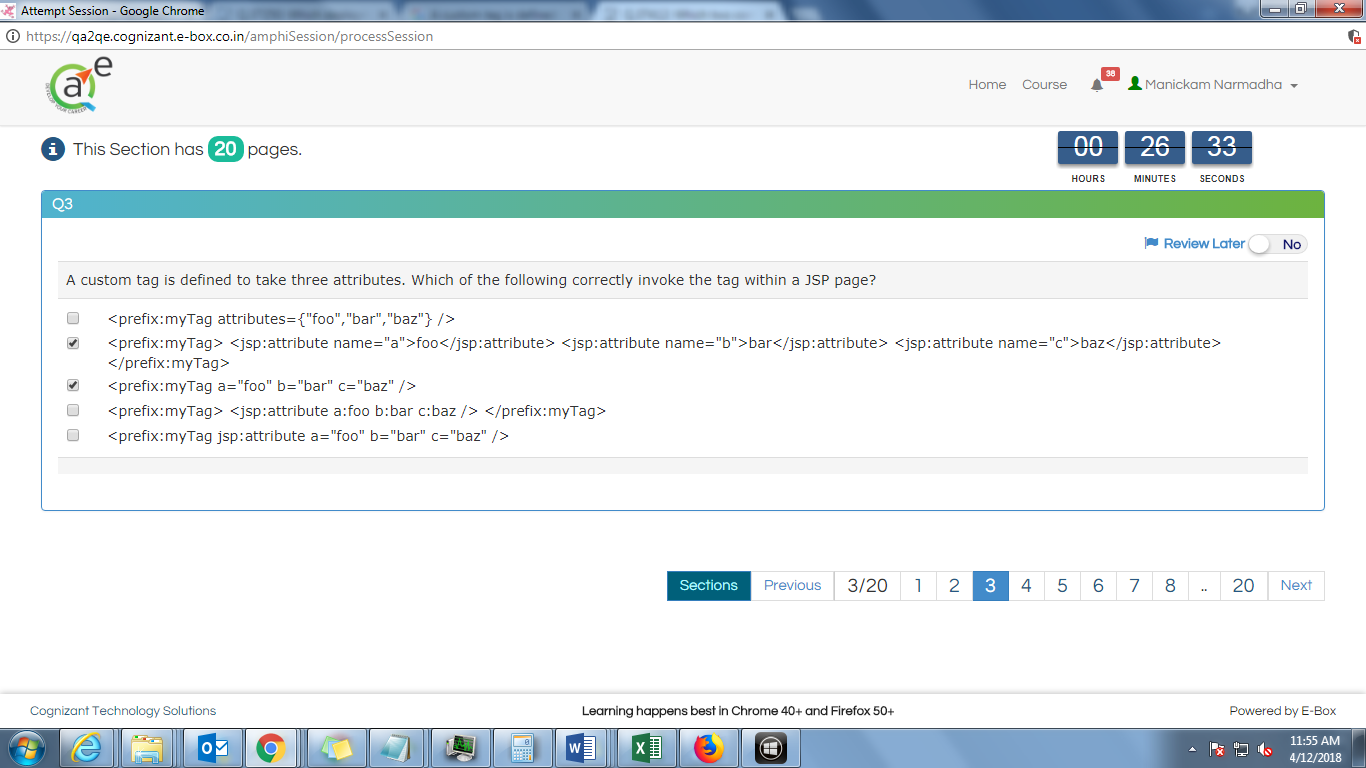 Attempt Session - Google Chrome
https://qa2qe.cognizant.e-box.co.in/amphiSession/processSession
a e
Home Course 38 Manickam Narmadha
This Section has 20 pages.
00 26 33
HOURS MINUTES SECONDS
Q3
Review Later No
A custom tag is defined to take three attributes. Which of the following correctly invoke the tag within a JSP page?
<prefix:myTag attributes={"foo","bar","baz"} />
<prefix:myTag> <jsp:attribute name="a">foo</jsp:attribute> <jsp:attribute name="b">bar</jsp:attribute> <jsp:attribute name="c">baz</jsp:attribute>
</prefix:myTag>
<prefix:myTag a="foo" b="bar" c="baz" />
<prefix:myTag> <jsp:attribute a:foo b:bar c:baz /> </prefix:myTag>
<prefix:myTag jsp:attribute a="foo" b="bar" c="baz" />
Sections Previous 3/20 1 2 3 4 5 6 7 8 .. 20 Next
Cognizant Technology Solutions Learning happens best in Chrome 40+ and Firefox 50+ Powered by E-Box
11:55 AM
4/12/2018